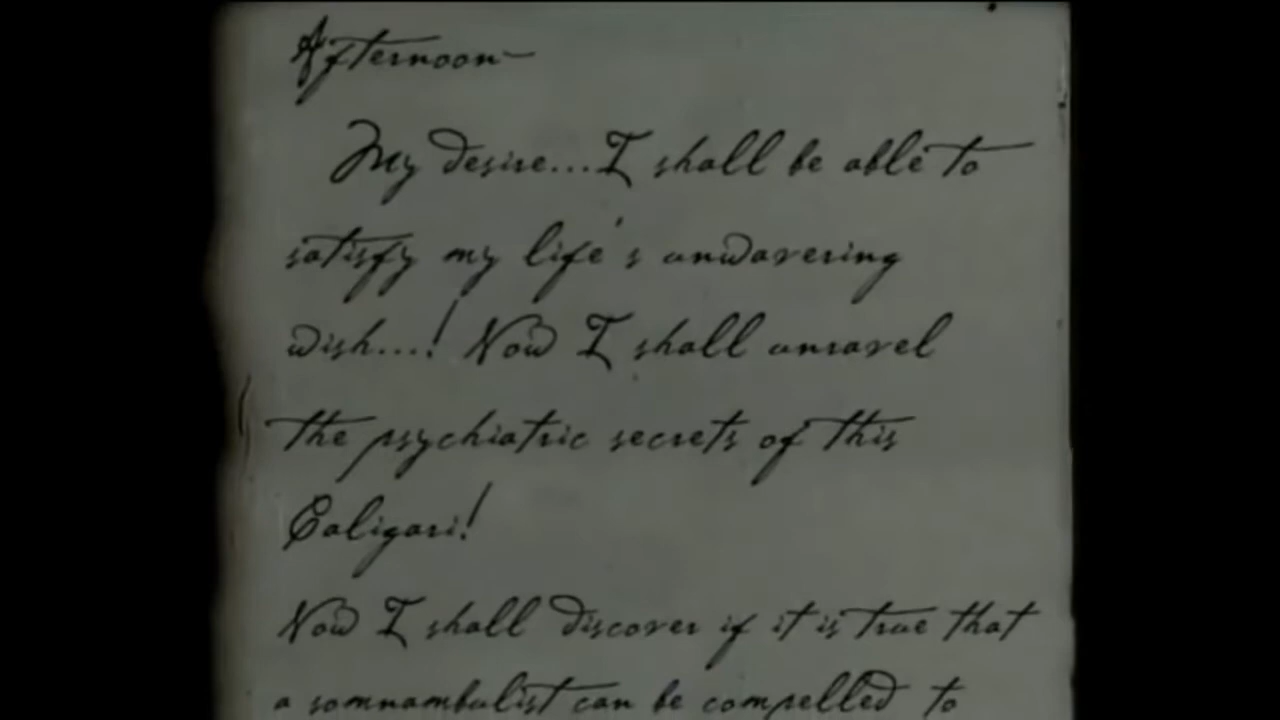 Afternoon—
My desire...I shall be able to
satisfy my life's unwavering
wish...! Now I shall unravel
the psychiatric secrets of this
Caligari!
Now I shall discover if it is true that
a somnambulist can be compelled to